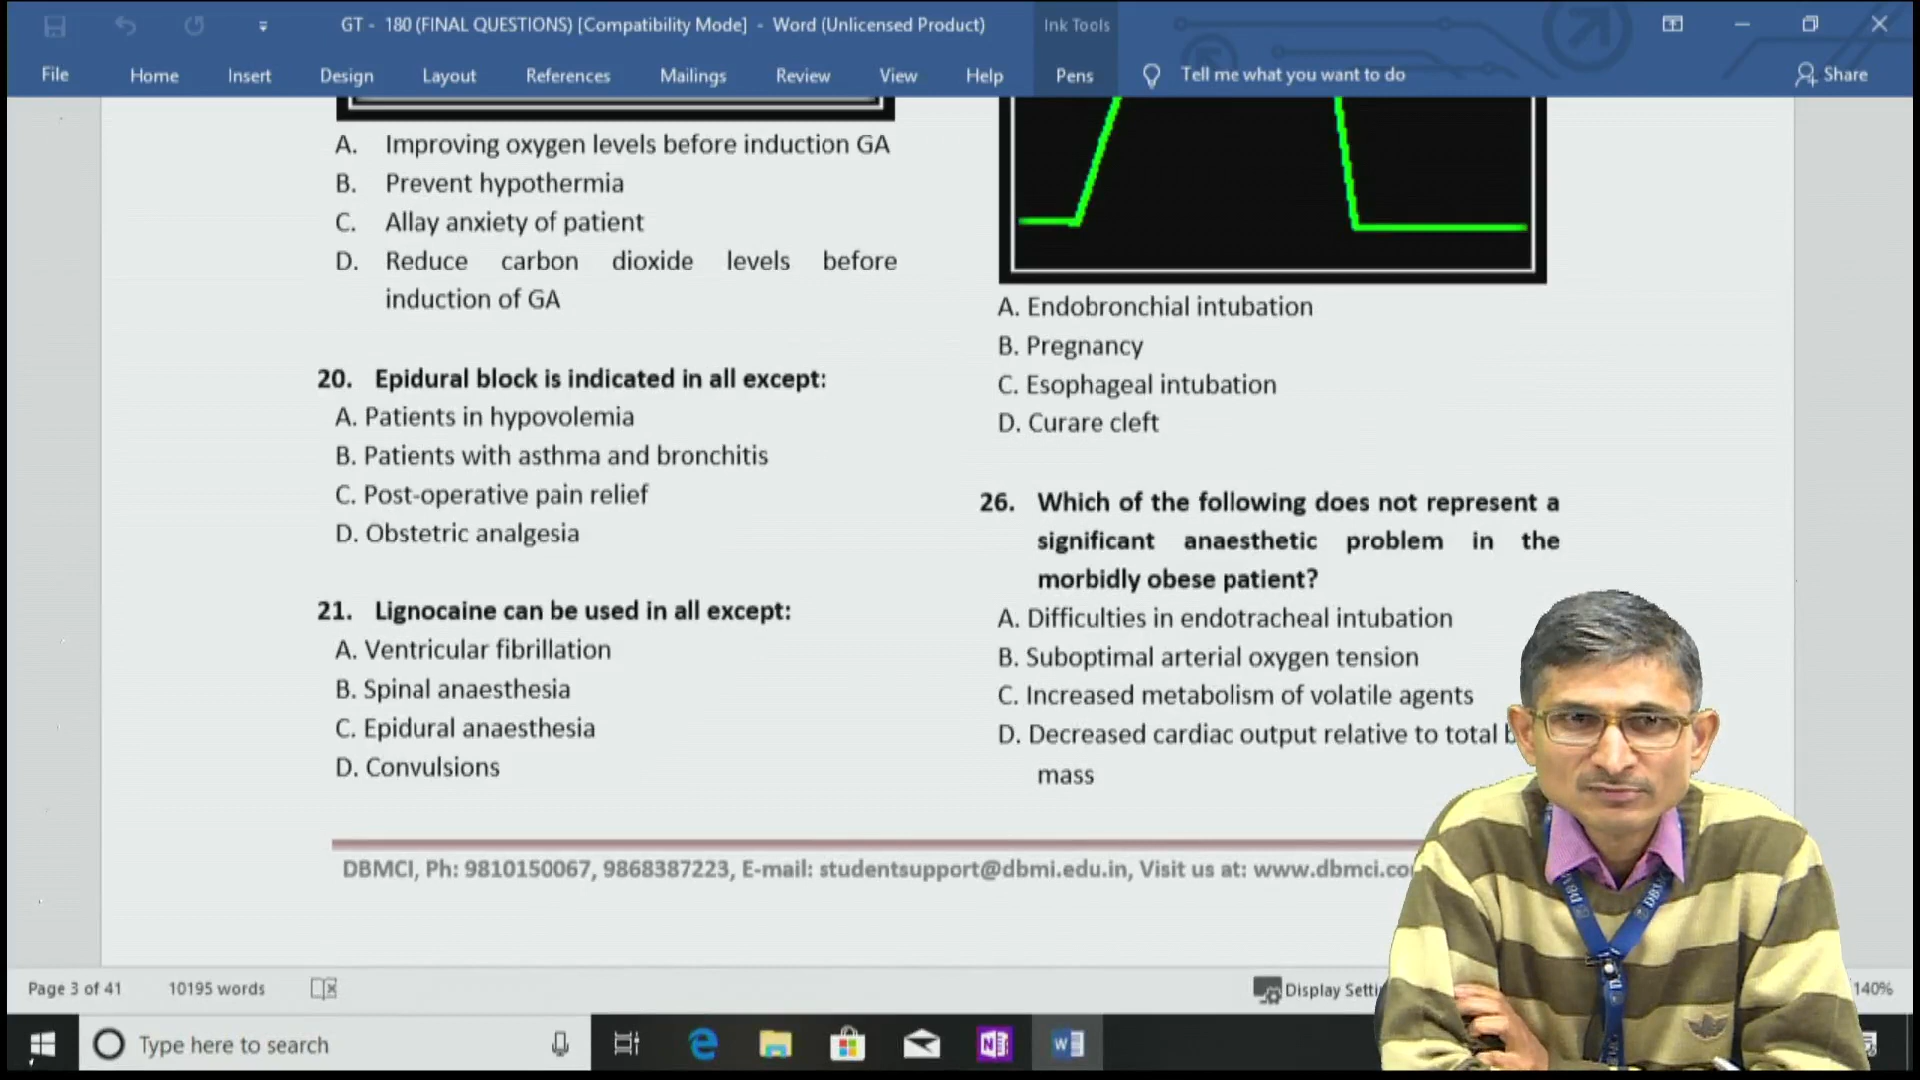 GT - 180 (FINAL QUESTIONS) [Compatibility Mode] - Word (Unlicensed Product)
Ink Tools
File
Home
Insert
Design
Layout
References
Mailings
Review
View
Help
Pens
Tell me what you want to do
Share
A. Improving oxygen levels before induction GA
B. Prevent hypothermia
C. Allay anxiety of patient
D. Reduce carbon dioxide levels before
induction of GA
20. Epidural block is indicated in all except:
A. Patients in hypovolemia
B. Patients with asthma and bronchitis
C. Post-operative pain relief
D. Obstetric analgesia
21. Lignocaine can be used in all except:
A. Ventricular fibrillation
B. Spinal anaesthesia
C. Epidural anaesthesia
D. Convulsions
A. Endobronchial intubation
B. Pregnancy
C. Esophageal intubation
D. Curare cleft
26. Which of the following does not represent a
significant anaesthetic problem in the
morbidly obese patient?
A. Difficulties in endotracheal intubation
B. Suboptimal arterial oxygen tension
C. Increased metabolism of volatile agents
D. Decreased cardiac output relative to total
mass
DBMCI, Ph: 9810150067, 9868387223, E-mail: studentsupport@dbmi.edu.in, Visit us at: www.dbmci.co
Page 3 of 41
10195 words
Display Setti
140%
Type here to search